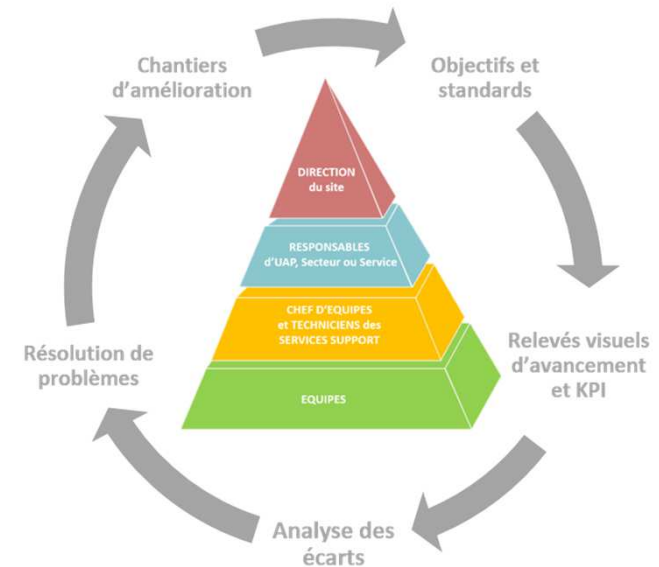 Chantiers
d'amélioration
Objectifs et
standards
DIRECTION
du site
RESPONSABLES
d'UAP, Secteur ou Service
CHEF D'EQUIPES
et TECHNICIENS des
SERVICES SUPPORT
EQUIPES
Relevés visuels
d'avancement
et KPI
Résolution de
problèmes
Analyse des
écarts